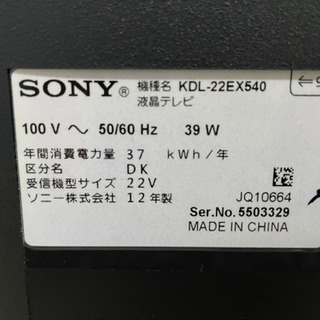 SONY® 機種名 KDL-22EX540
液晶テレビ
100 V ～ 50/60 Hz 39 W
年間消費電力量 37 kWh/年
区分名 DK
受信機型サイズ 22V
ソニー株式会社 12年製
JQ10664
Ser.No. 5503329
MADE IN CHINA